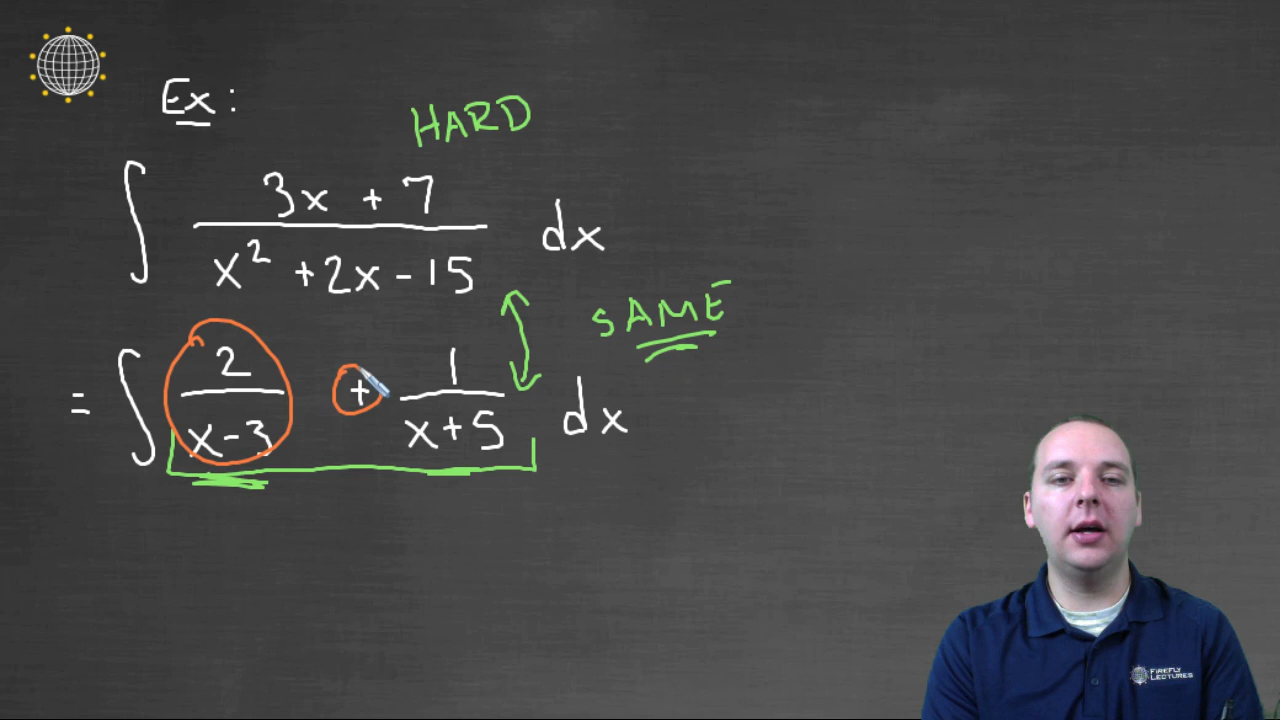 Ex:
HARD
∫ (3x + 7)/(x² + 2x - 15) dx
SAME
= ∫ 2/(x - 3) + 1/(x + 5) dx
FIREFLY
LECTURES